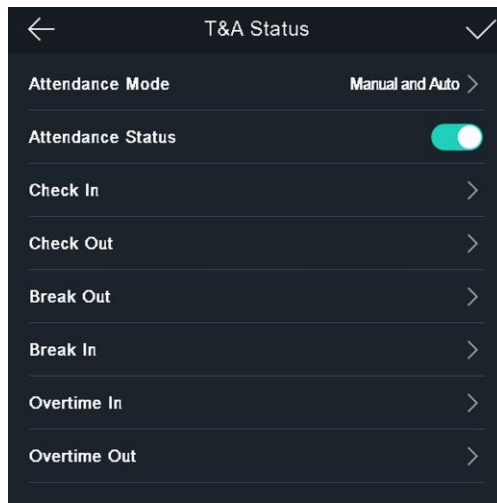 T&A Status
Attendance Mode Manual and Auto
Attendance Status
Check In
Check Out
Break Out
Break In
Overtime In
Overtime Out